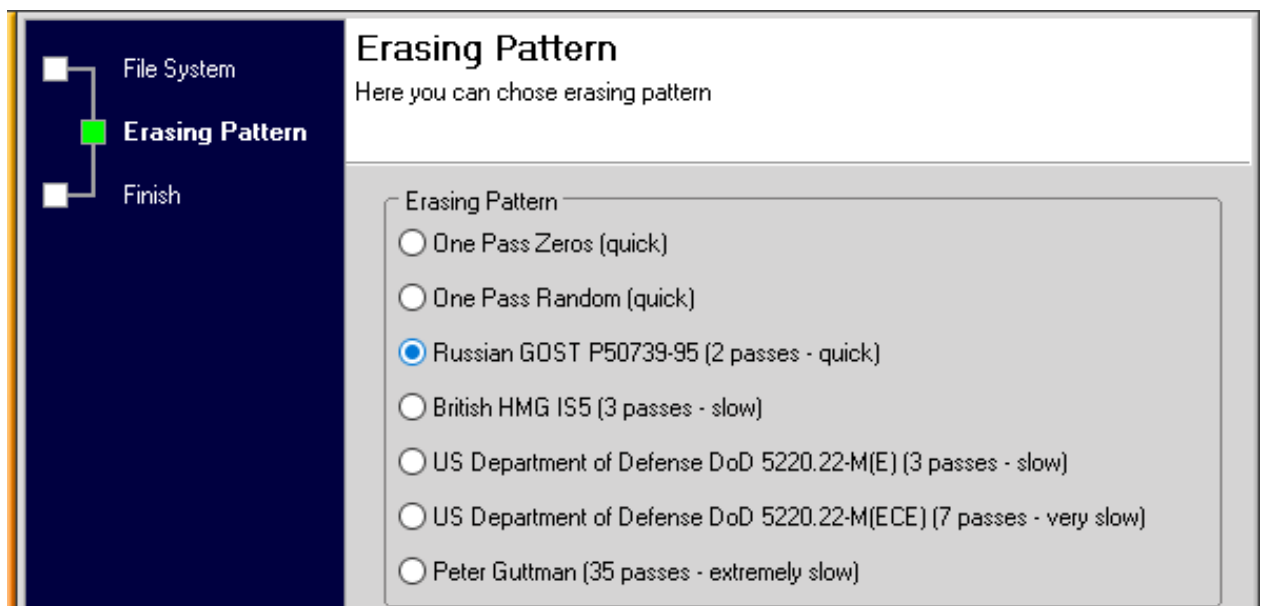 File System
Erasing Pattern
Finish
Erasing Pattern
Here you can chose erasing pattern
Erasing Pattern
One Pass Zeros (quick)
One Pass Random (quick)
Russian GOST P50739-95 (2 passes - quick)
British HMG IS5 (3 passes - slow)
US Department of Defense DoD 5220.22-M(E) (3 passes - slow)
US Department of Defense DoD 5220.22-M(ECE) (7 passes - very slow)
Peter Guttman (35 passes - extremely slow)